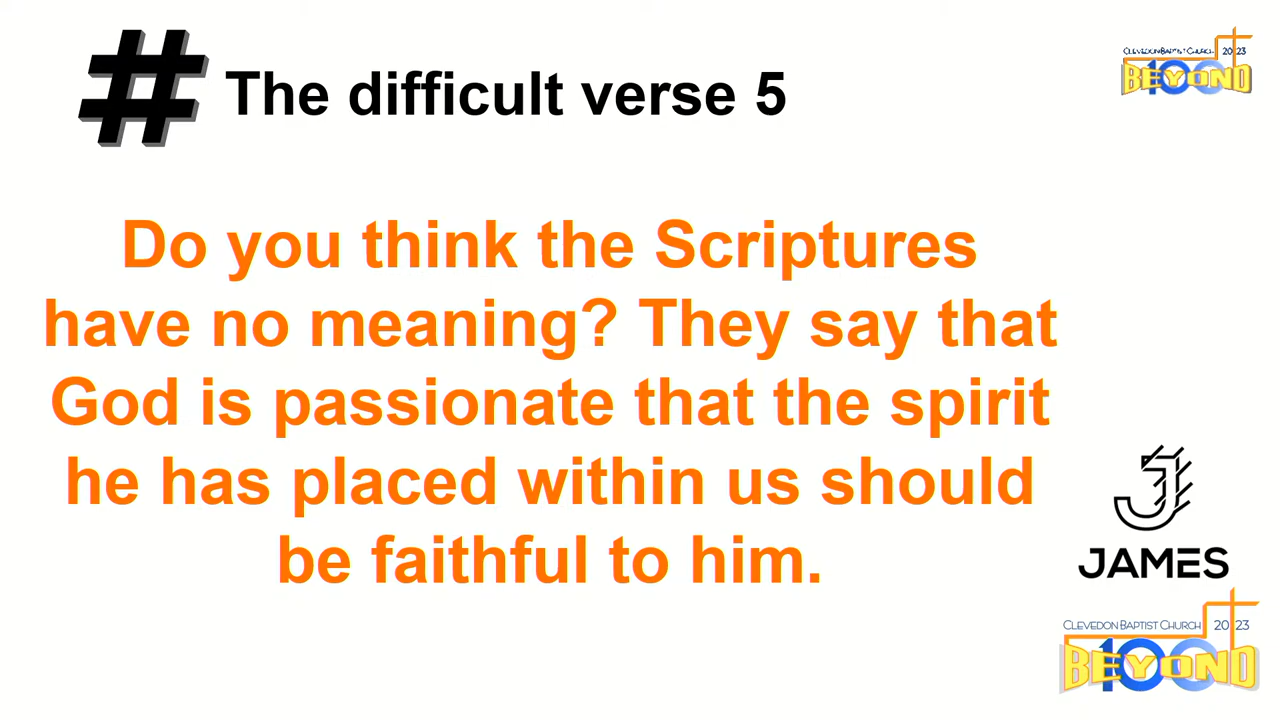 # The difficult verse 5
CLEVEDON BAPTIST CHURCH 2023
100
BEYOND
Do you think the Scriptures
have no meaning? They say that
God is passionate that the spirit
he has placed within us should
be faithful to him.
J
JAMES
CLEVEDON BAPTIST CHURCH 2023
100
BEYOND